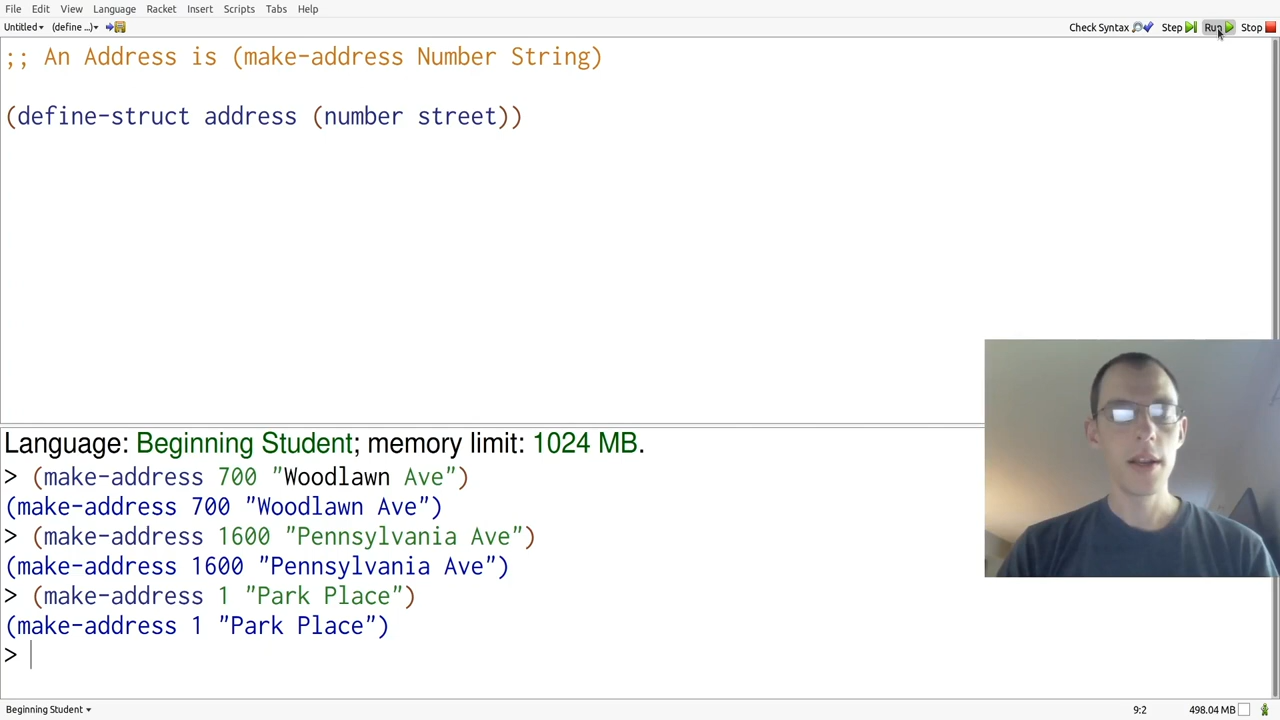 File Edit View Language Racket Insert Scripts Tabs Help
Untitled (define ...) Check Syntax Step Run Stop
;; An Address is (make-address Number String)
(define-struct address (number street))
Language: Beginning Student; memory limit: 1024 MB.
> (make-address 700 "Woodlawn Ave")
(make-address 700 "Woodlawn Ave")
> (make-address 1600 "Pennsylvania Ave")
(make-address 1600 "Pennsylvania Ave")
> (make-address 1 "Park Place")
(make-address 1 "Park Place")
>
Beginning Student 9:2 498.04 MB